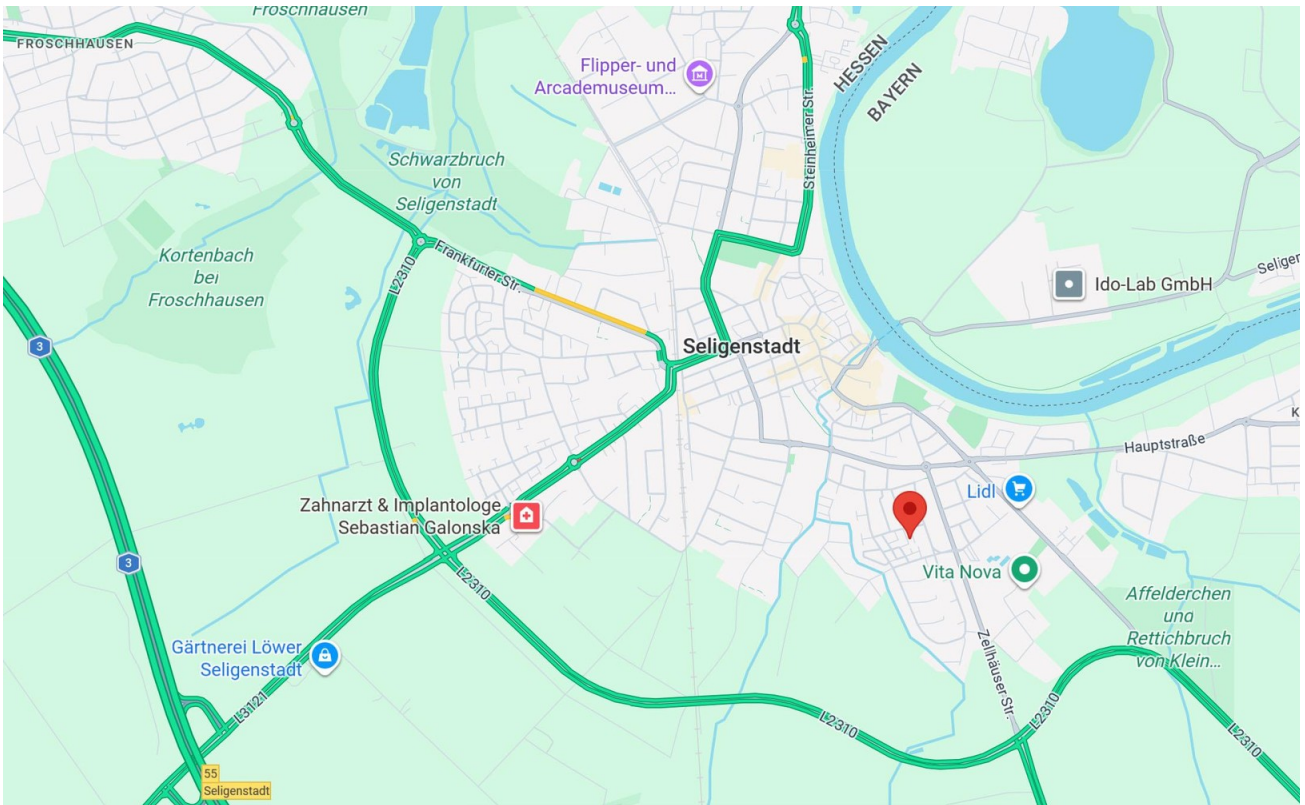 Froschhausen
FROSCHHAUSEN
Flipper- und
Arcademuseum...
HESSEN
BAYERN
Steinheimer Str.
Schwarzbruch
von
Seligenstadt
Kortenbach
bei
Froschhausen
L2310
Frankfurter Str.
Seligen
Ido-Lab GmbH
3
Seligenstadt
K
Hauptstraße
Lidl
Zahnarzt & Implantologe
Sebastian Galonska
3
L2310
Vita Nova
Affelderchen
und
Rettichbruch
von Klein...
Gärtnerei Löwer
Seligenstadt
Zellhäuser Str.
L3121
L2310
L2310
L2310
55
Seligenstadt